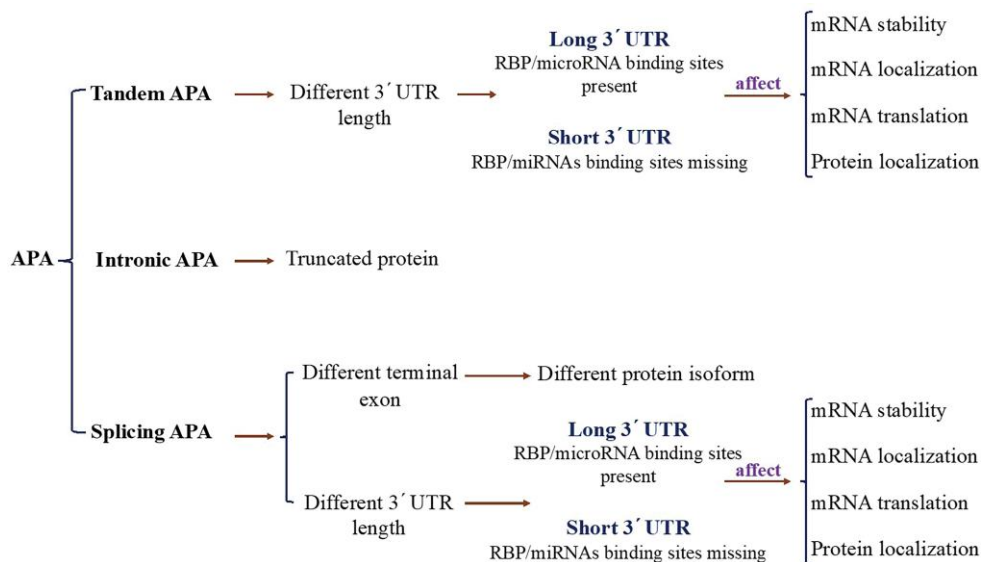 APA
Tandem APA
Different 3´ UTR
length
Long 3´ UTR
RBP/microRNA binding sites
present
Short 3´ UTR
RBP/miRNAs binding sites missing
affect
mRNA stability
mRNA localization
mRNA translation
Protein localization
Intronic APA
Truncated protein
Splicing APA
Different terminal
exon
Different protein isoform
Different 3´ UTR
length
Long 3´ UTR
RBP/microRNA binding sites
present
Short 3´ UTR
RBP/miRNAs binding sites missing
affect
mRNA stability
mRNA localization
mRNA translation
Protein localization